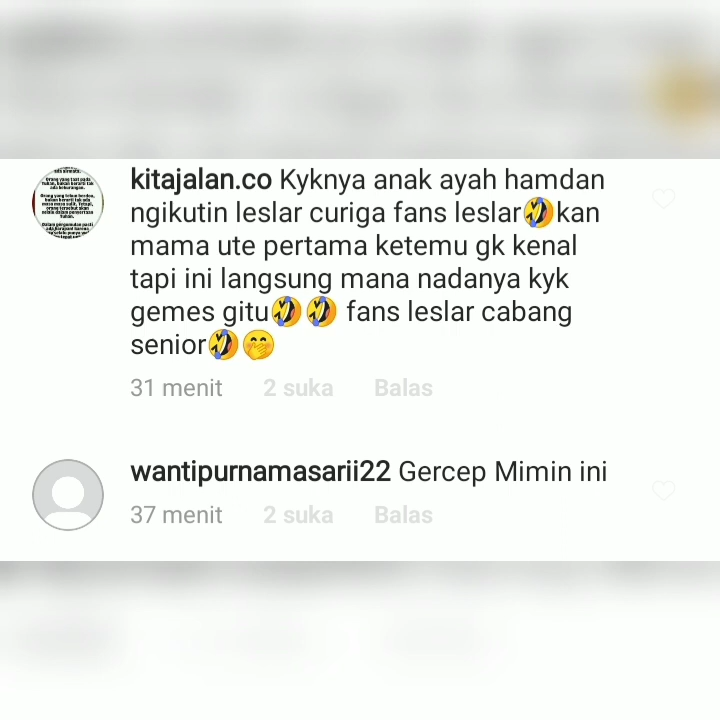 kitajalan.co Kyknya anak ayah hamdan
ngikutin leslar curiga fans leslar🤣kan
mama ute pertama ketemu gk kenal
tapi ini langsung mana nadanya kyk
gemes gitu🤣🤣 fans leslar cabang
senior🤣🤭
31 menit 2 suka Balas
wantipurnamasarii22 Gercep Mimin ini
37 menit 2 suka Balas